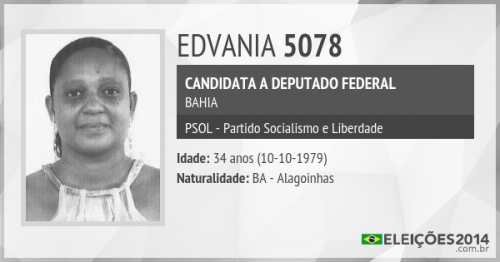 EDVANIA 5078
CANDIDATA A DEPUTADO FEDERAL
BAHIA
PSOL - Partido Socialismo e Liberdade
Idade: 34 anos (10-10-1979)
Naturalidade: BA - Alagoinhas
ELEIÇÕES2014
.com.br